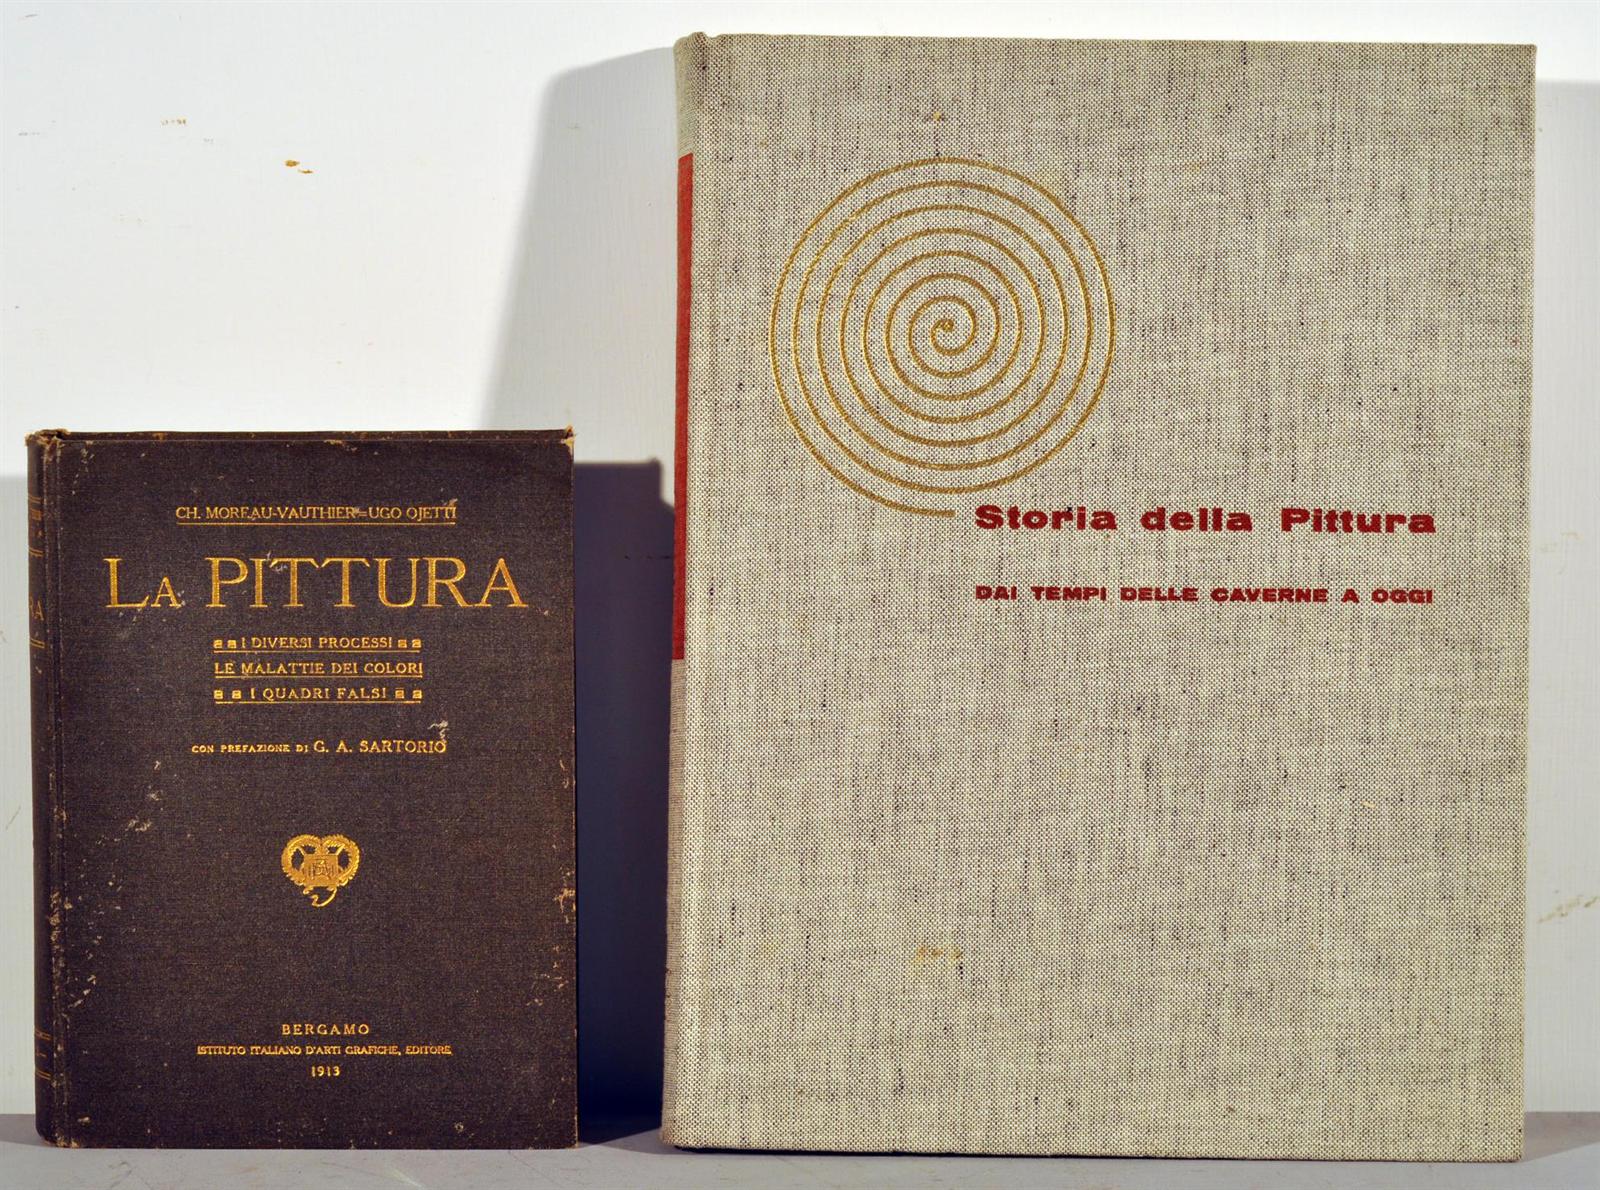 CH. MOREAU-VAUTHIER=UGO OJETTI
LA PITTURA
I DIVERSI PROCESSI
LE MALATTIE DEI COLORI
I QUADRI FALSI
CON PREFAZIONE DI G. A. SARTORIO
BERGAMO
ISTITUTO ITALIANO D'ARTI GRAFICHE, EDITORE
1913
Storia della Pittura
DAI TEMPI DELLE CAVERNE A OGGI